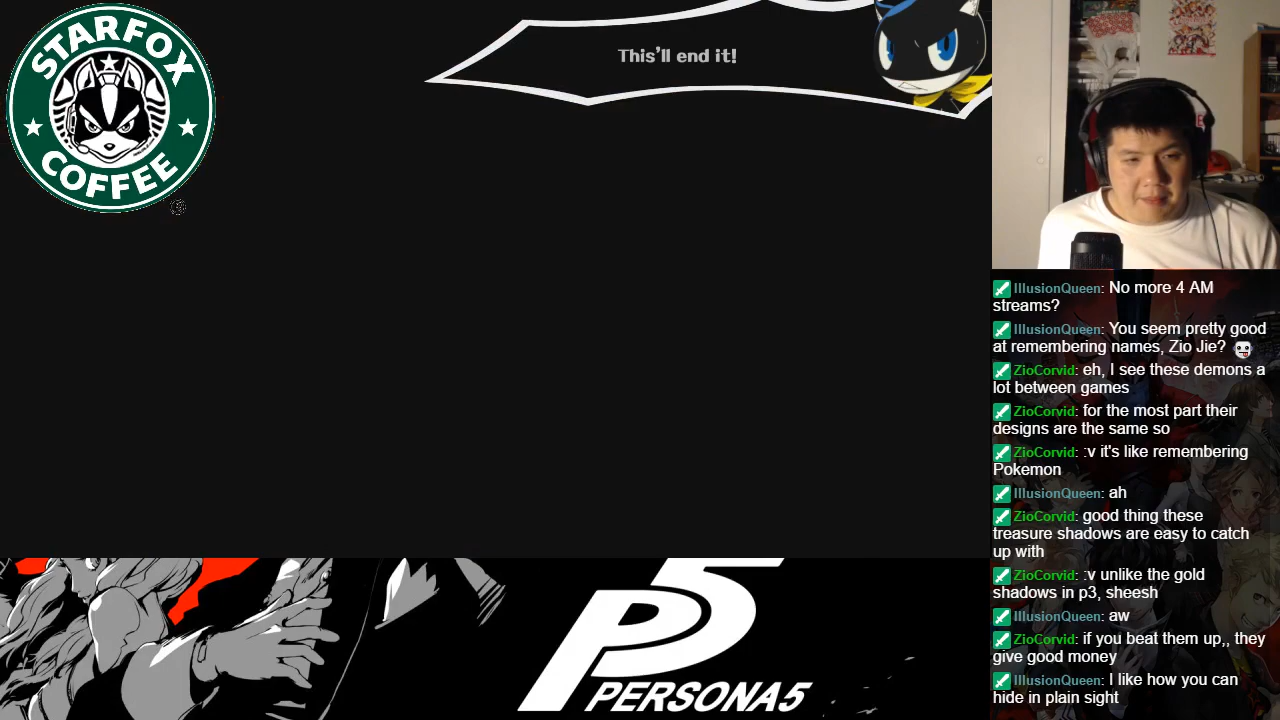 STARFOX
COFFEE
This'll end it!
IllusionQueen: No more 4 AM
streams?
IllusionQueen: You seem pretty good
at remembering names, Zio Jie?
ZioCorvid: eh, I see these demons a
lot between games
ZioCorvid: for the most part their
designs are the same so
ZioCorvid: :v it's like remembering
Pokemon
IllusionQueen: ah
ZioCorvid: good thing these
treasure shadows are easy to catch
up with
ZioCorvid: :v unlike the gold
shadows in p3, sheesh
IllusionQueen: aw
ZioCorvid: if you beat them up,, they
give good money
IllusionQueen: I like how you can
hide in plain sight
P5
PERSONA5